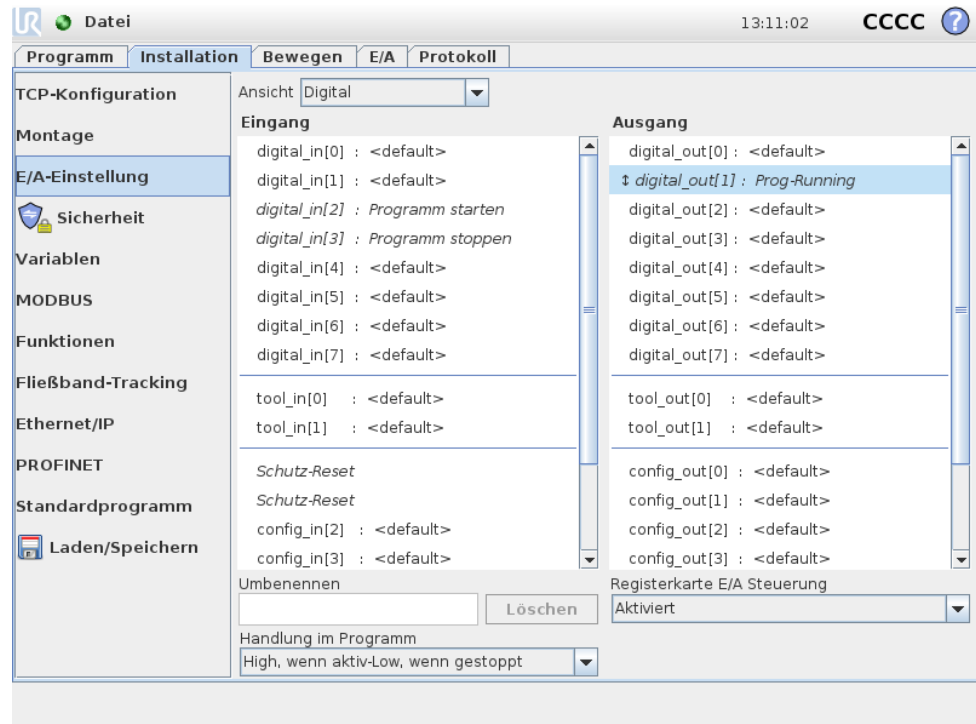 UR Datei 13:11:02 CCCC ?
Programm Installation Bewegen E/A Protokoll
TCP-Konfiguration
Montage
E/A-Einstellung
Sicherheit
Variablen
MODBUS
Funktionen
Fließband-Tracking
Ethernet/IP
PROFINET
Standardprogramm
Laden/Speichern
Ansicht Digital
Eingang
digital_in[0] : <default>
digital_in[1] : <default>
digital_in[2] : Programm starten
digital_in[3] : Programm stoppen
digital_in[4] : <default>
digital_in[5] : <default>
digital_in[6] : <default>
digital_in[7] : <default>
tool_in[0] : <default>
tool_in[1] : <default>
Schutz-Reset
Schutz-Reset
config_in[2] : <default>
config_in[3] : <default>
Umbenennen
Löschen
Handlung im Programm
High, wenn aktiv-Low, wenn gestoppt
Ausgang
digital_out[0] : <default>
↕ digital_out[1] : Prog-Running
digital_out[2] : <default>
digital_out[3] : <default>
digital_out[4] : <default>
digital_out[5] : <default>
digital_out[6] : <default>
digital_out[7] : <default>
tool_out[0] : <default>
tool_out[1] : <default>
config_out[0] : <default>
config_out[1] : <default>
config_out[2] : <default>
config_out[3] : <default>
Registerkarte E/A Steuerung
Aktiviert